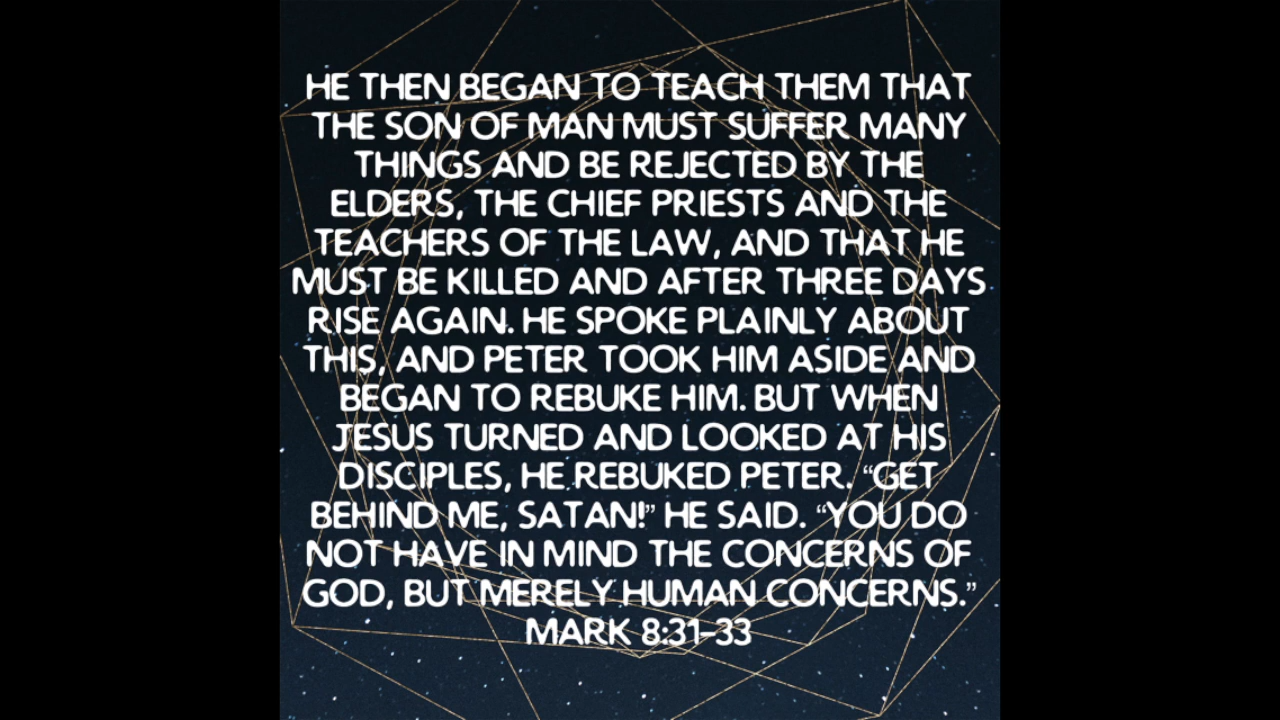 HE THEN BEGAN TO TEACH THEM THAT
THE SON OF MAN MUST SUFFER MANY
THINGS AND BE REJECTED BY THE
ELDERS, THE CHIEF PRIESTS AND THE
TEACHERS OF THE LAW, AND THAT HE
MUST BE KILLED AND AFTER THREE DAYS
RISE AGAIN. HE SPOKE PLAINLY ABOUT
THIS, AND PETER TOOK HIM ASIDE AND
BEGAN TO REBUKE HIM. BUT WHEN
JESUS TURNED AND LOOKED AT HIS
DISCIPLES, HE REBUKED PETER. “GET
BEHIND ME, SATAN!” HE SAID. “YOU DO
NOT HAVE IN MIND THE CONCERNS OF
GOD, BUT MERELY HUMAN CONCERNS.”
MARK 8:31-33